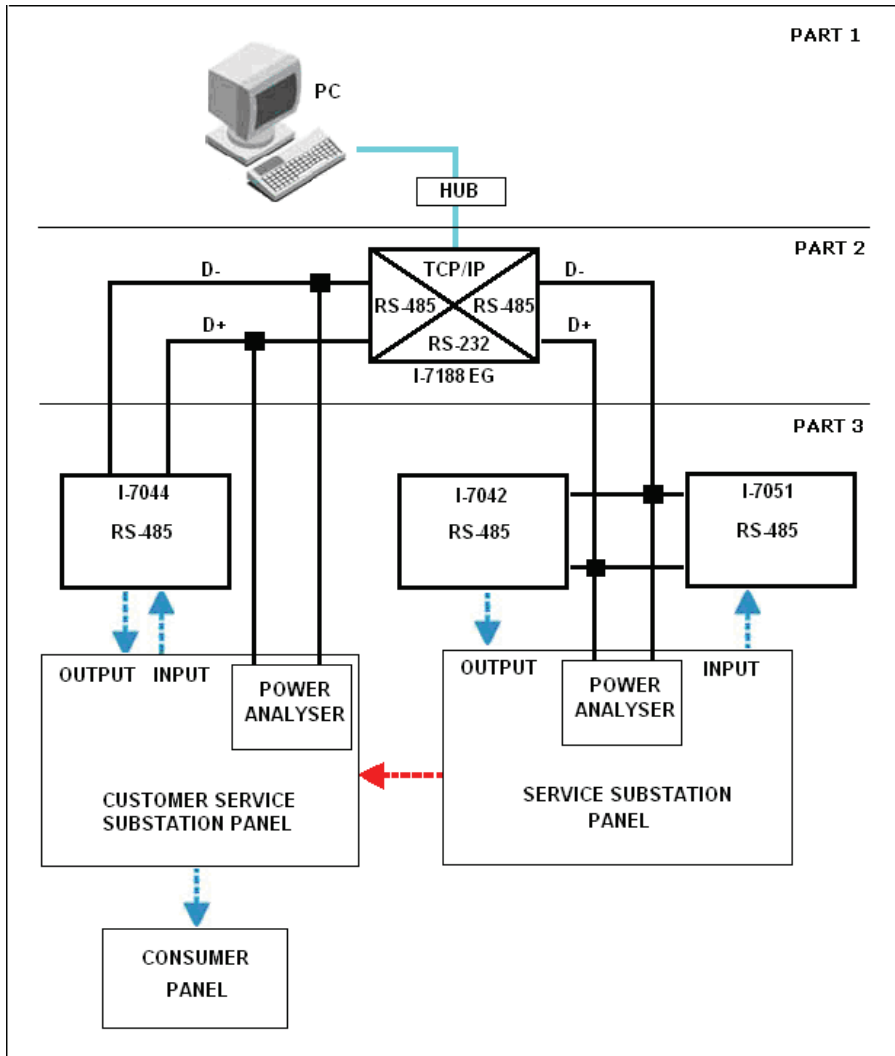 PART 1
PC
HUB
PART 2
D-
TCP/IP
D-
RS-485
RS-485
D+
D+
RS-232
I-7188 EG
PART 3
I-7044
RS-485
I-7042
RS-485
I-7051
RS-485
OUTPUT
INPUT
POWER
ANALYSER
OUTPUT
POWER
ANALYSER
INPUT
CUSTOMER SERVICE
SUBSTATION PANEL
SERVICE SUBSTATION
PANEL
CONSUMER
PANEL